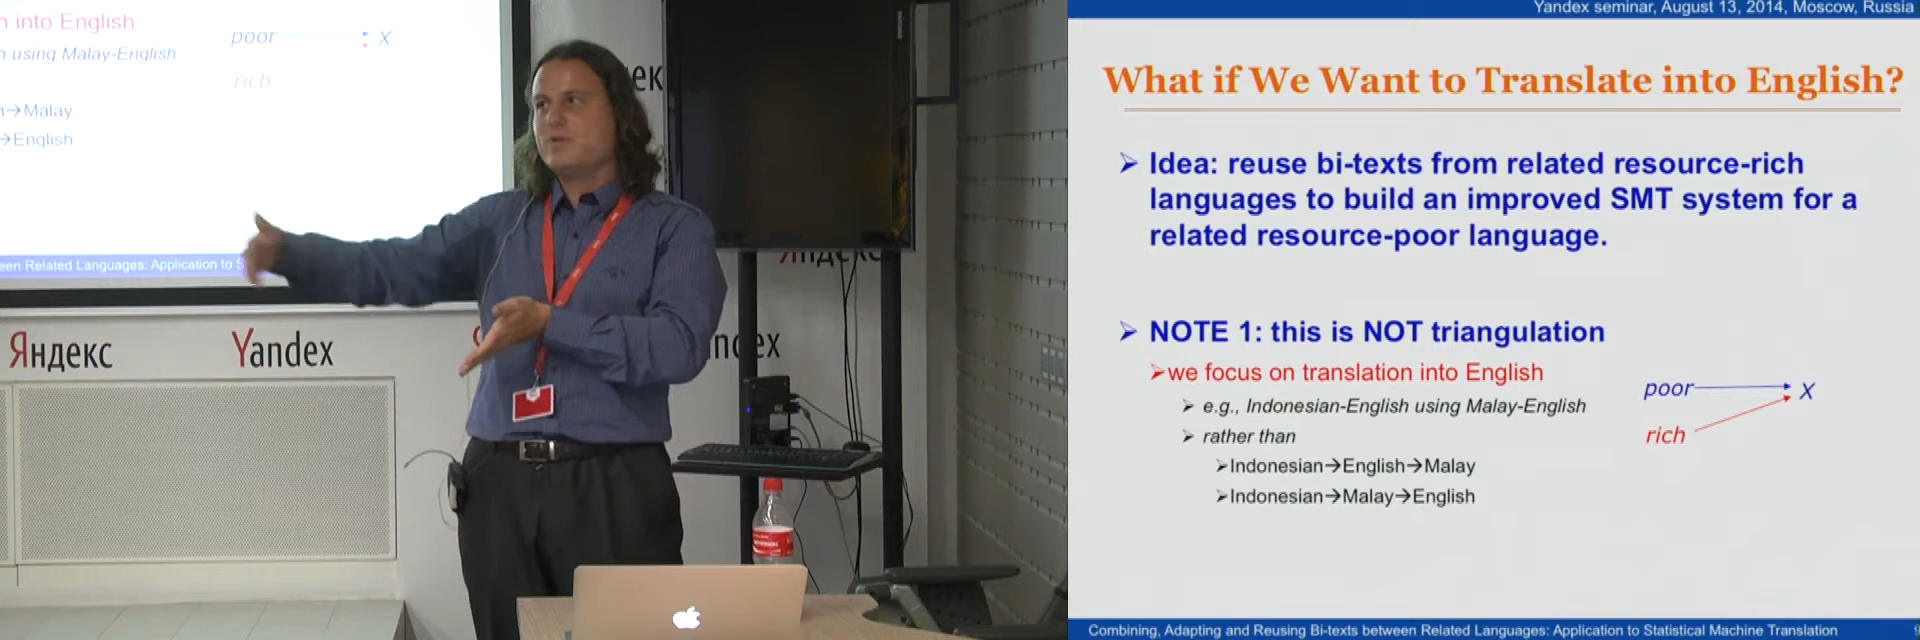 n into English
n using Malay-English
poor
X
rich
n→Malay
→English
een Related Languages: Application to S
Яндекс
Yandex
ек
Яндекс
ndex
Yandex seminar, August 13, 2014, Moscow, Russia
What if We Want to Translate into English?
➢ Idea: reuse bi-texts from related resource-rich
languages to build an improved SMT system for a
related resource-poor language.
➢ NOTE 1: this is NOT triangulation
➢we focus on translation into English
➢ e.g., Indonesian-English using Malay-English
➢ rather than
➢Indonesian→English→Malay
➢Indonesian→Malay→English
poor
X
rich
Combining, Adapting and Reusing Bi-texts between Related Languages: Application to Statistical Machine Translation